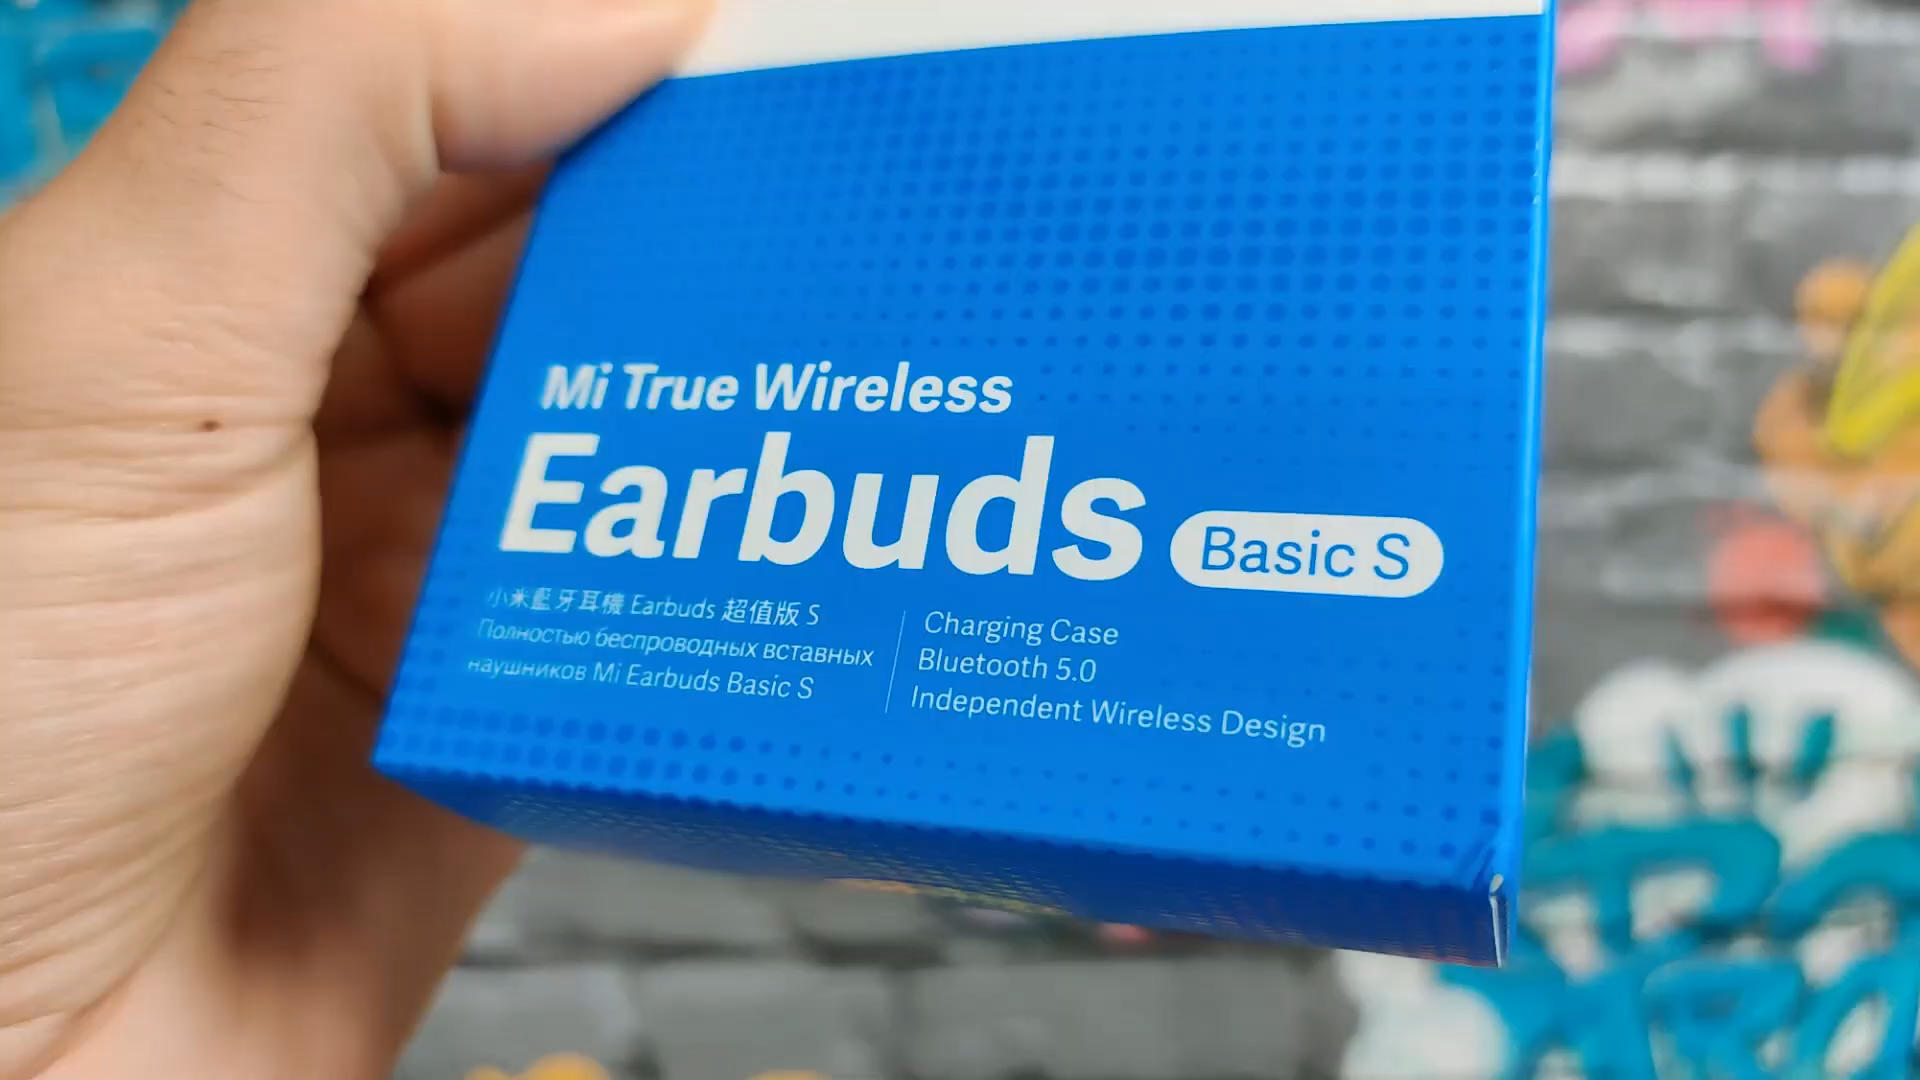 Mi True Wireless
Earbuds Basic S
小米藍牙耳機 Earbuds 超值版 S
Полностью беспроводных вставных
наушников Mi Earbuds Basic S
Charging Case
Bluetooth 5.0
Independent Wireless Design